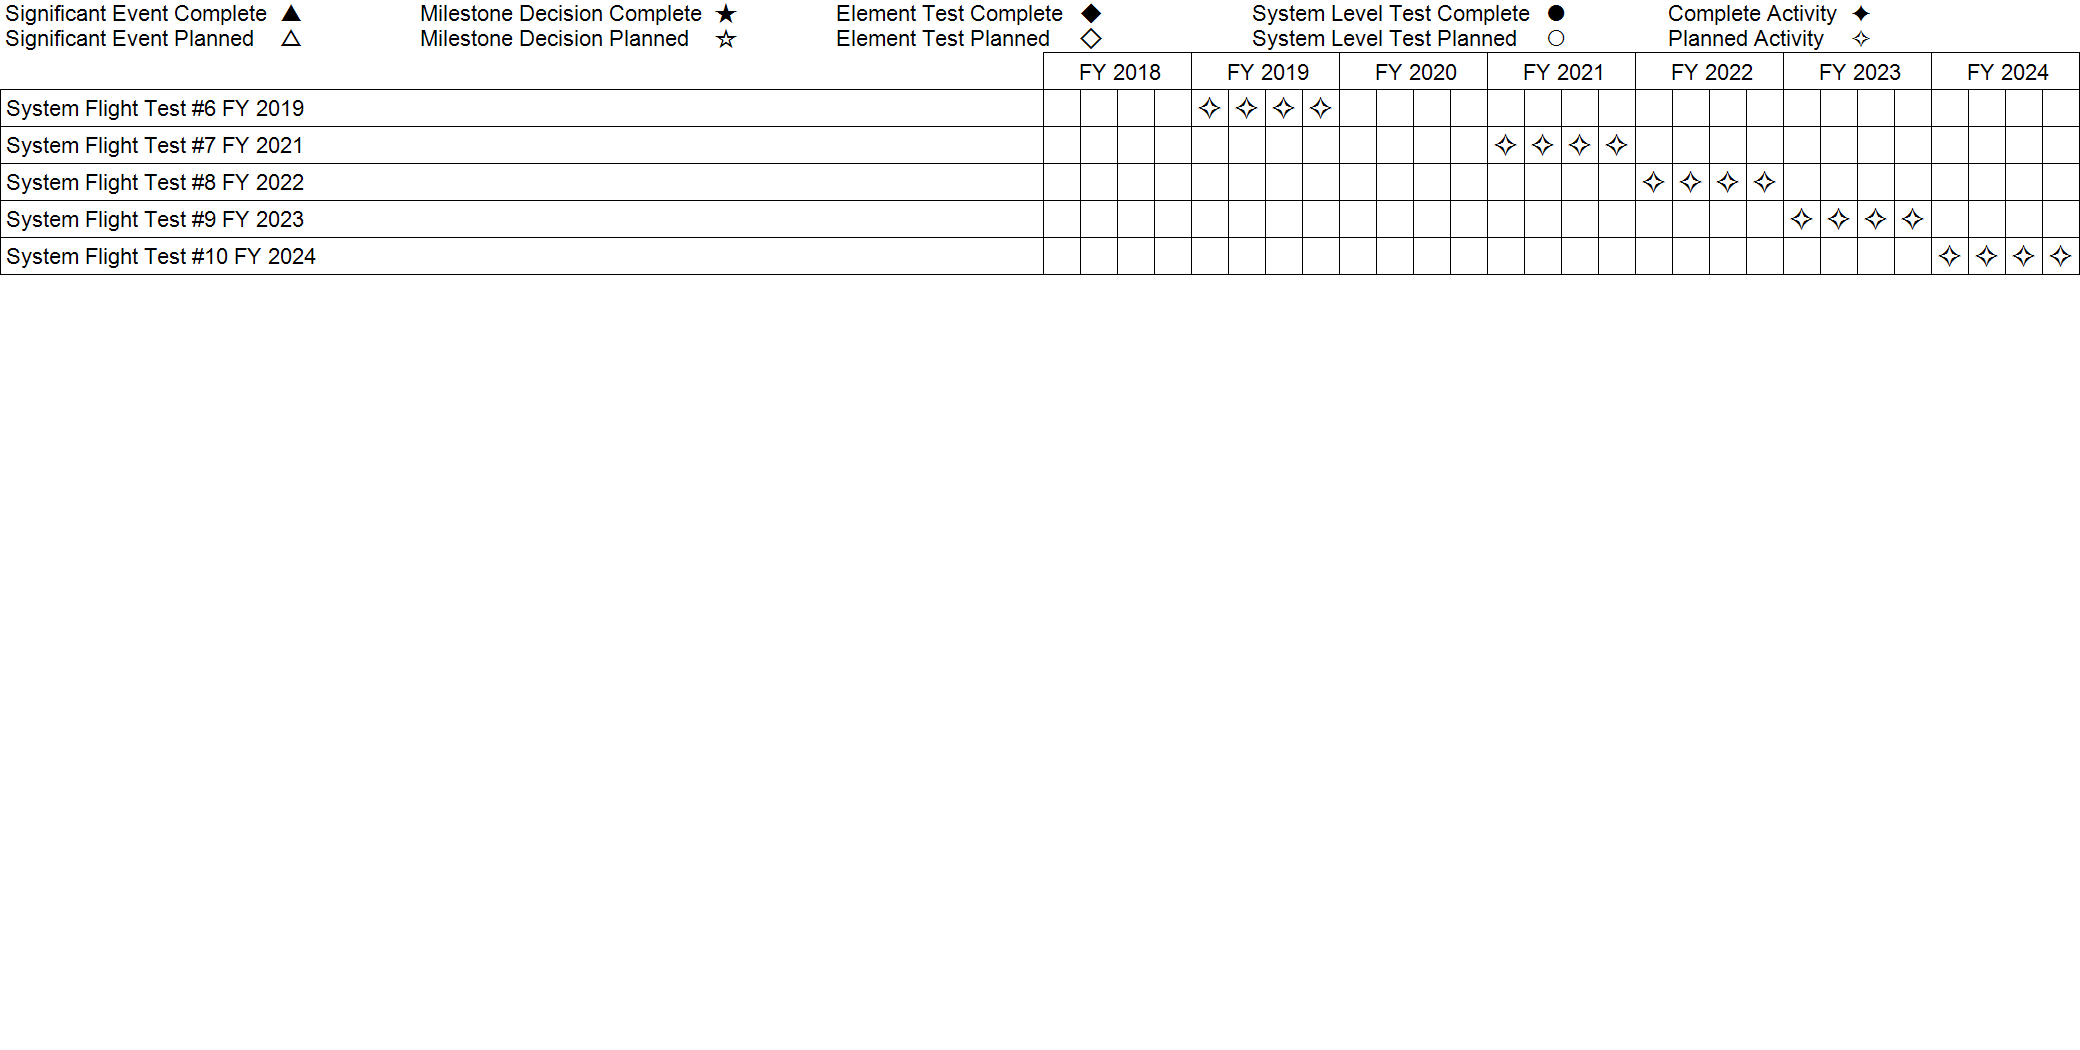 Significant Event Complete ▲ Milestone Decision Complete ★ Element Test Complete ◆ System Level Test Complete ● Complete Activity ✦
Significant Event Planned △ Milestone Decision Planned ☆ Element Test Planned ◇ System Level Test Planned ○ Planned Activity ✧
FY 2018 FY 2019 FY 2020 FY 2021 FY 2022 FY 2023 FY 2024
System Flight Test #6 FY 2019 ✧ ✧ ✧ ✧
System Flight Test #7 FY 2021 ✧ ✧ ✧ ✧
System Flight Test #8 FY 2022 ✧ ✧ ✧ ✧
System Flight Test #9 FY 2023 ✧ ✧ ✧ ✧
System Flight Test #10 FY 2024 ✧ ✧ ✧ ✧